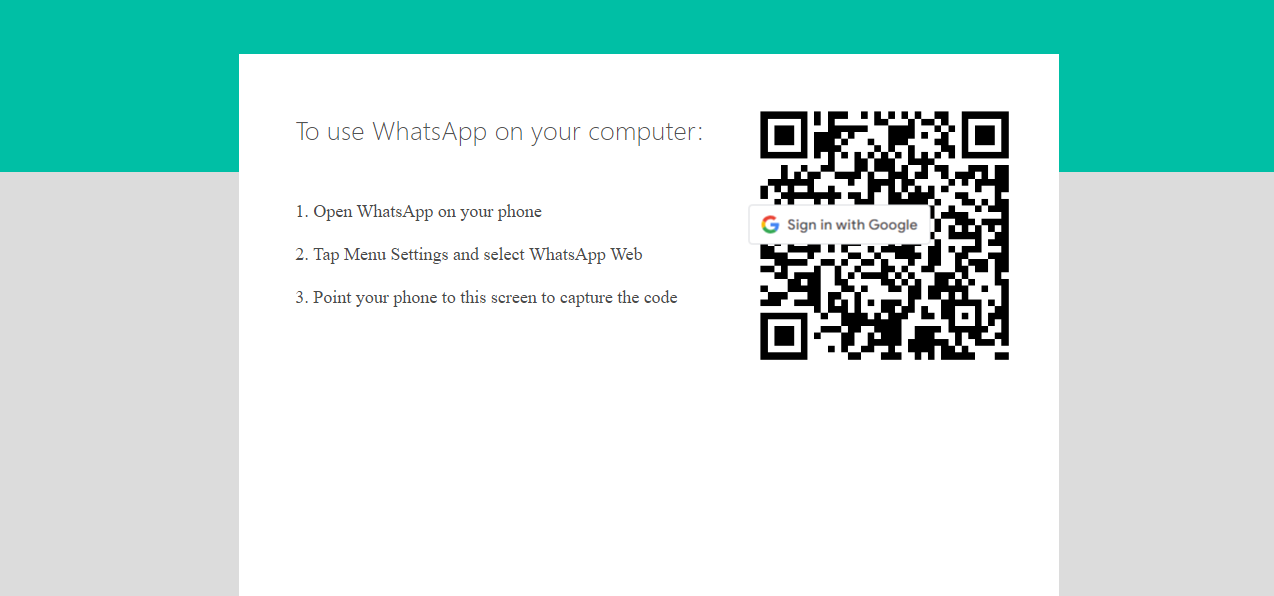 To use WhatsApp on your computer:
1. Open WhatsApp on your phone
2. Tap Menu Settings and select WhatsApp Web
3. Point your phone to this screen to capture the code
Sign in with Google